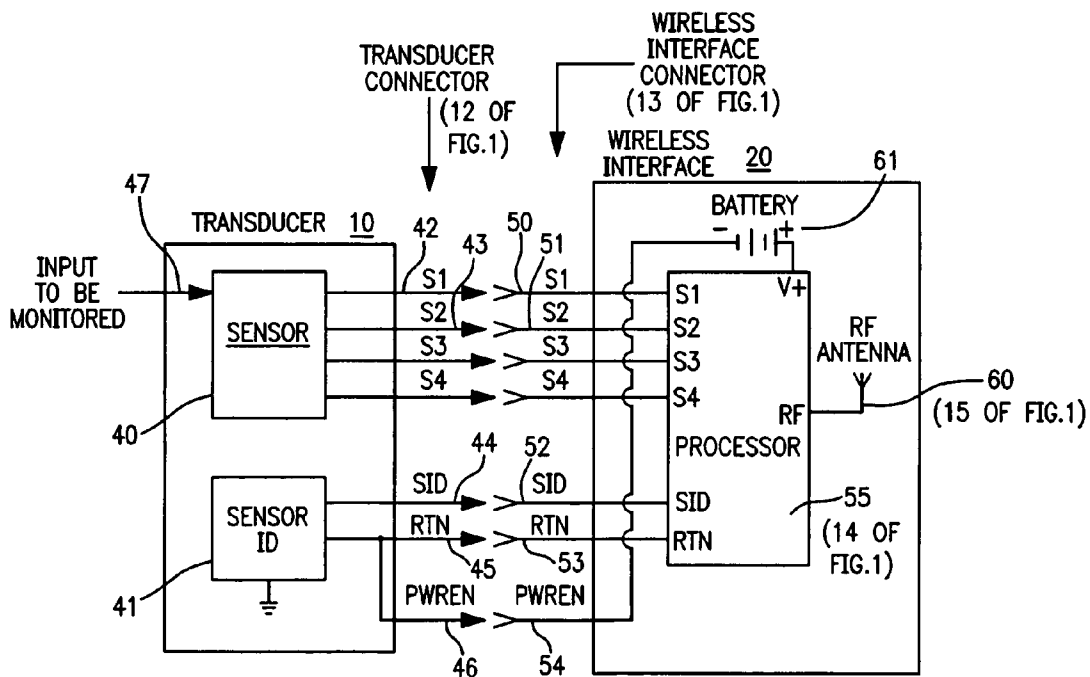 WIRELESS
INTERFACE
CONNECTOR
(13 OF FIG.1)
TRANSDUCER
CONNECTOR
(12 OF
FIG.1)
WIRELESS
INTERFACE
20
61
BATTERY
- +
47
TRANSDUCER 10
42
43
50
51
INPUT
TO BE
MONITORED
SENSOR
S1 S1 S1
S2 S2 S2
S3 S3 S3
S4 S4 S4
V+
RF
ANTENNA
RF
60
(15 OF FIG.1)
PROCESSOR
40
44
52
SENSOR
ID
SID SID SID
RTN RTN RTN
55
(14 OF
FIG.1)
45
53
41
PWREN PWREN
46
54